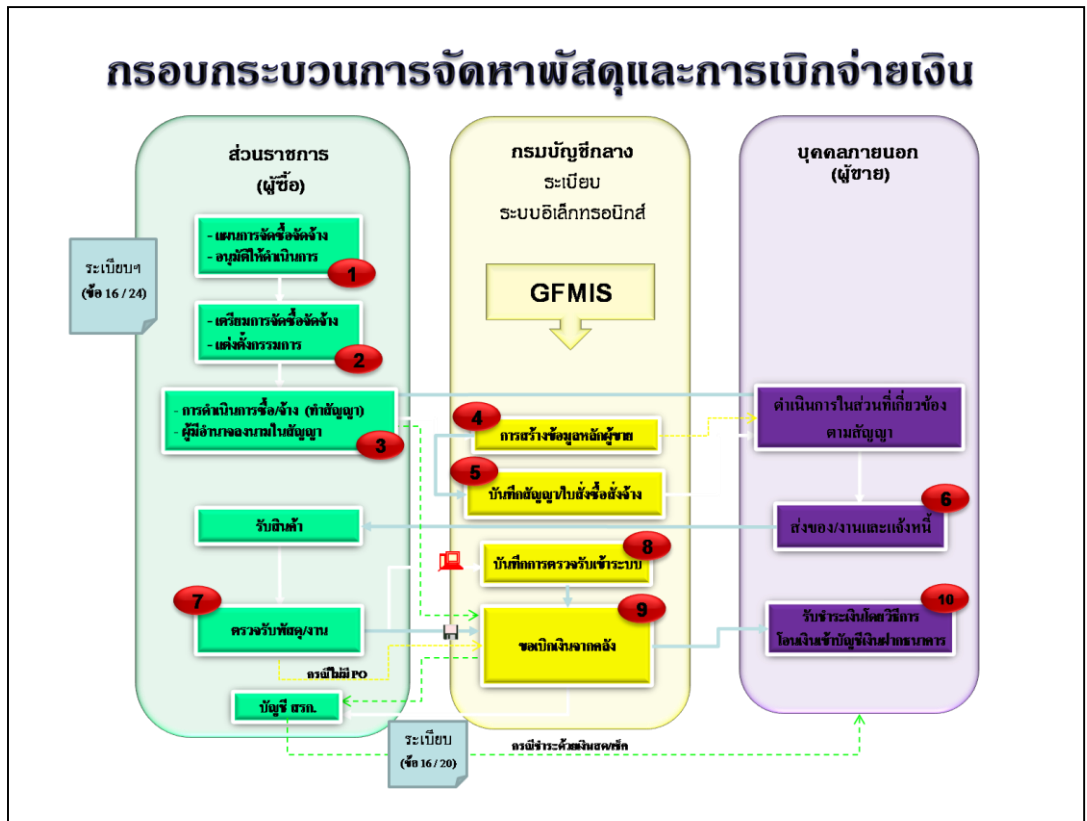 กรอบกระบวนการจัดหาพัสดุและการเบิกจ่ายเงิน
ส่วนราชการ
(ผู้ซื้อ)
กรมบัญชีกลาง
ระเบียบ
ระบบอิเล็กทรอนิกส์
บุคคลภายนอก
(ผู้ขาย)
ระเบียบฯ
(ข้อ 16 / 24)
- แผนการจัดซื้อจัดจ้าง
- อนุมัติให้ดำเนินการ
1
GFMIS
- เตรียมการจัดซื้อจัดจ้าง
- แต่งตั้งกรรมการ
2
- การดำเนินการซื้อ/จ้าง (ทำสัญญา)
- ผู้มีอำนาจลงนามในสัญญา
3
4
การสร้างข้อมูลหลักผู้ขาย
ดำเนินการในส่วนที่เกี่ยวข้อง
ตามสัญญา
5
บันทึกสัญญา/ใบสั่งซื้อสั่งจ้าง
6
รับสินค้า
ส่งของ/งานและแจ้งหนี้
8
บันทึกการตรวจรับเข้าระบบ
7
ตรวจรับพัสดุ/งาน
9
ขอเบิกเงินจากคลัง
10
รับชำระเงินโดยวิธีการ
โอนเงินเข้าบัญชีเงินฝากธนาคาร
กรณีไม่มี PO
บัญชี สรก.
ระเบียบ
(ข้อ 16 / 20)
กรณีชำระด้วยเงินสด/เช็ค